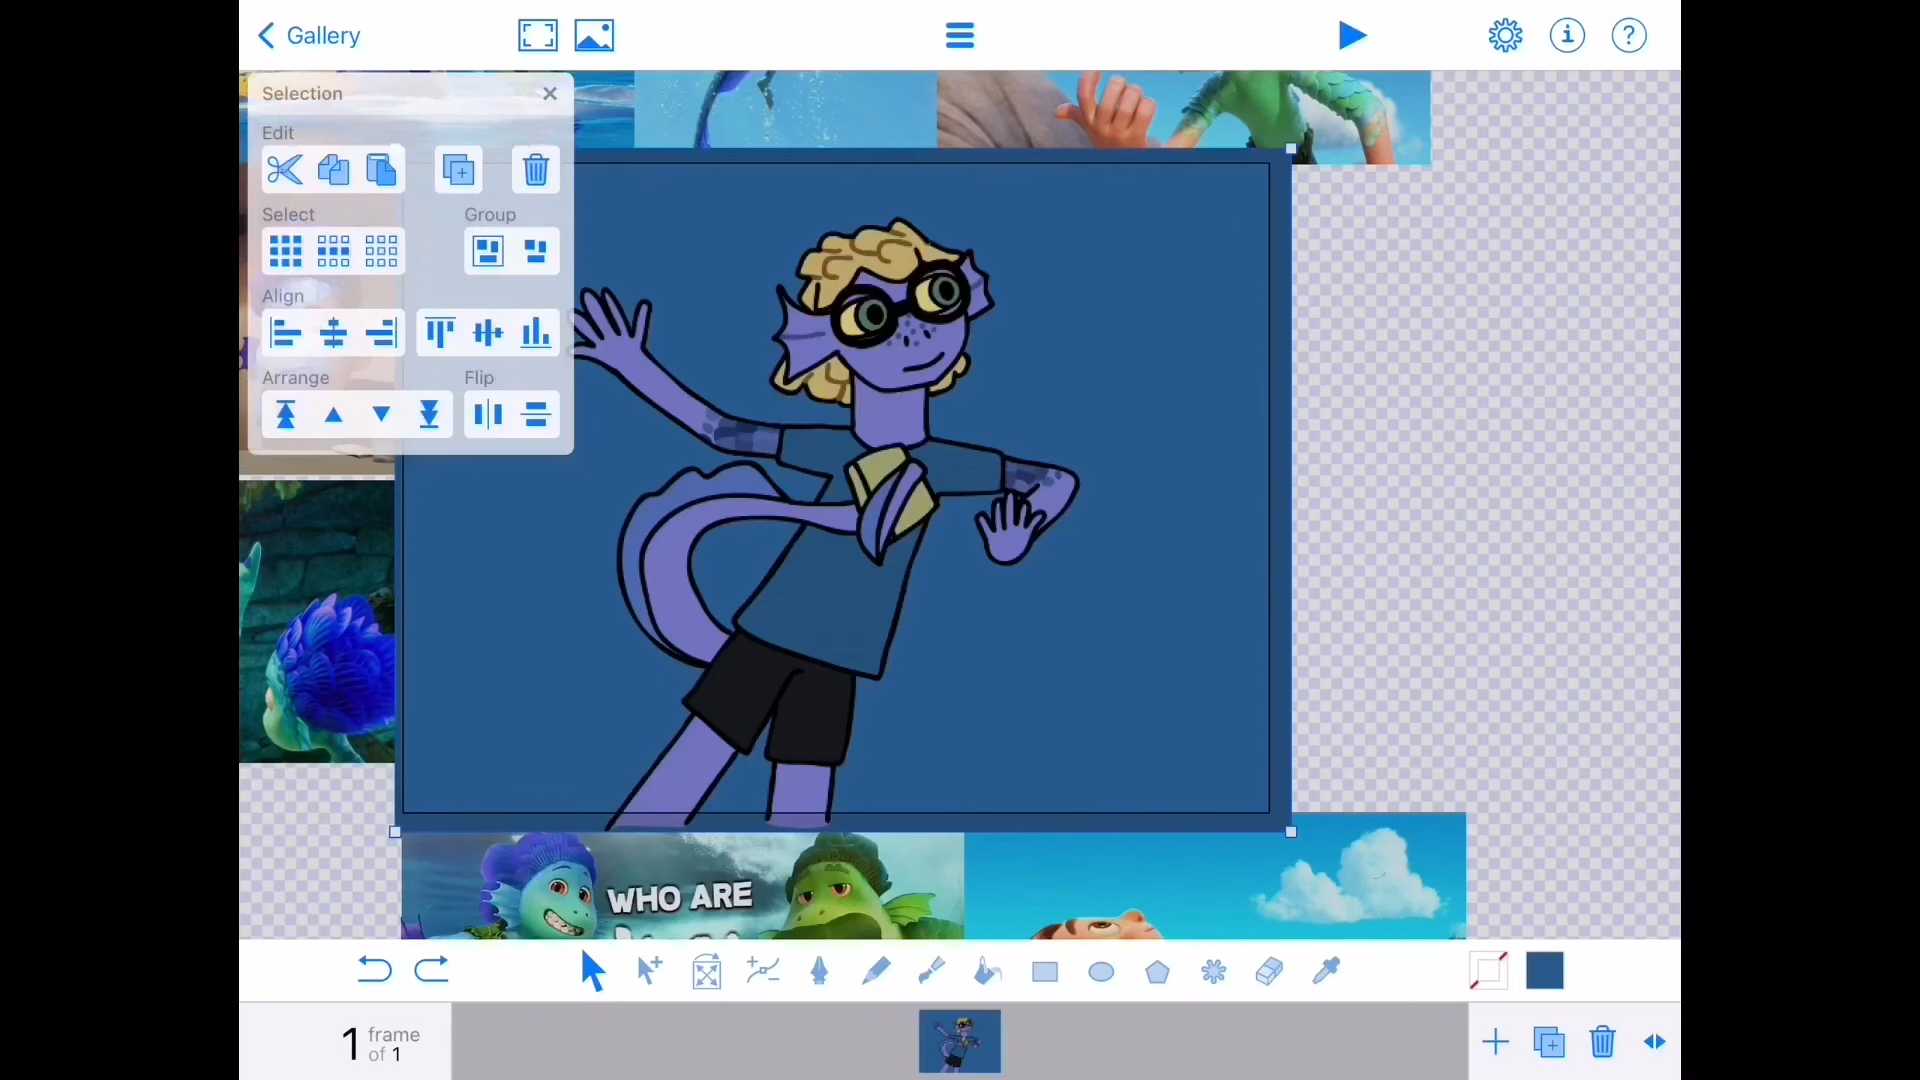 Gallery
Selection
Edit
Select
Group
Align
Arrange
Flip
WHO ARE
1 frame
of 1